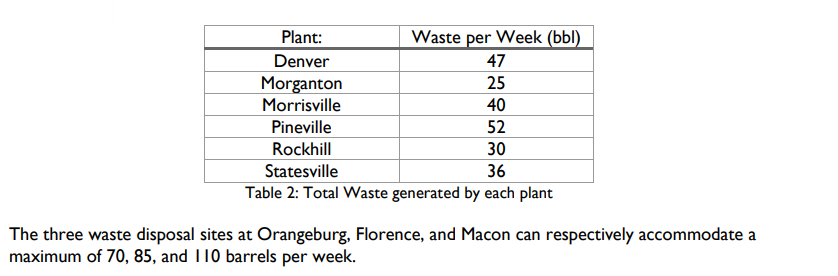 Plant: Waste per Week (bbl)
Denver 47
Morganton 25
Morrisville 40
Pineville 52
Rockhill 30
Statesville 36
Table 2: Total Waste generated by each plant
The three waste disposal sites at Orangeburg, Florence, and Macon can respectively accommodate a
maximum of 70, 85, and 110 barrels per week.